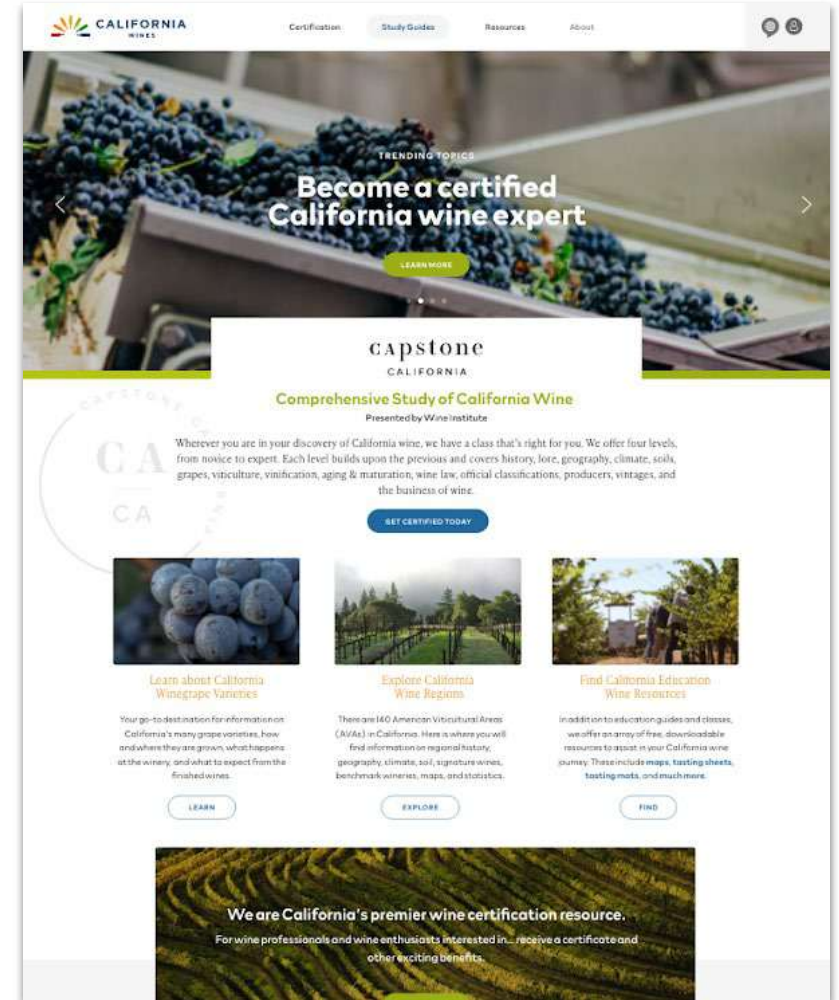 CALIFORNIA
WINES
Certification
Study Guides
Resources
About
TRENDING TOPICS
Become a certified
California wine expert
LEARN MORE
capstone
CALIFORNIA
Comprehensive Study of California Wine
Presented by Wine Institute
CAPSTONE CA
CA
CA
Wherever you are in your discovery of California wine, we have a class that's right for you. We offer four levels,
from novice to expert. Each level builds upon the previous and covers history, lore, geography, climate, soils,
grapes, viticulture, vinification, aging & maturation, wine law, official classifications, producers, vintages, and
the business of wine.
GET CERTIFIED TODAY
Learn about California
Winegrape Varieties
Your go-to destination for information on
California's many grape varieties, how
and where they are grown, what happens
at the winery, and what to expect from the
finished wines.
LEARN
Explore California
Wine Regions
There are 140 American Viticultural Areas
(AVAs) in California. Here is where you will
find information on regional history,
geography, climate, soil, signature wines,
benchmark wineries, maps, and statistics.
EXPLORE
Find California Education
Wine Resources
In addition to education guides and classes,
we offer an array of free, downloadable
resources to assist in your California wine
journey. These include maps, tasting sheets,
tasting mats, and much more.
FIND
We are California's premier wine certification resource.
For wine professionals and wine enthusiasts interested in... receive a certificate and
other exciting benefits.